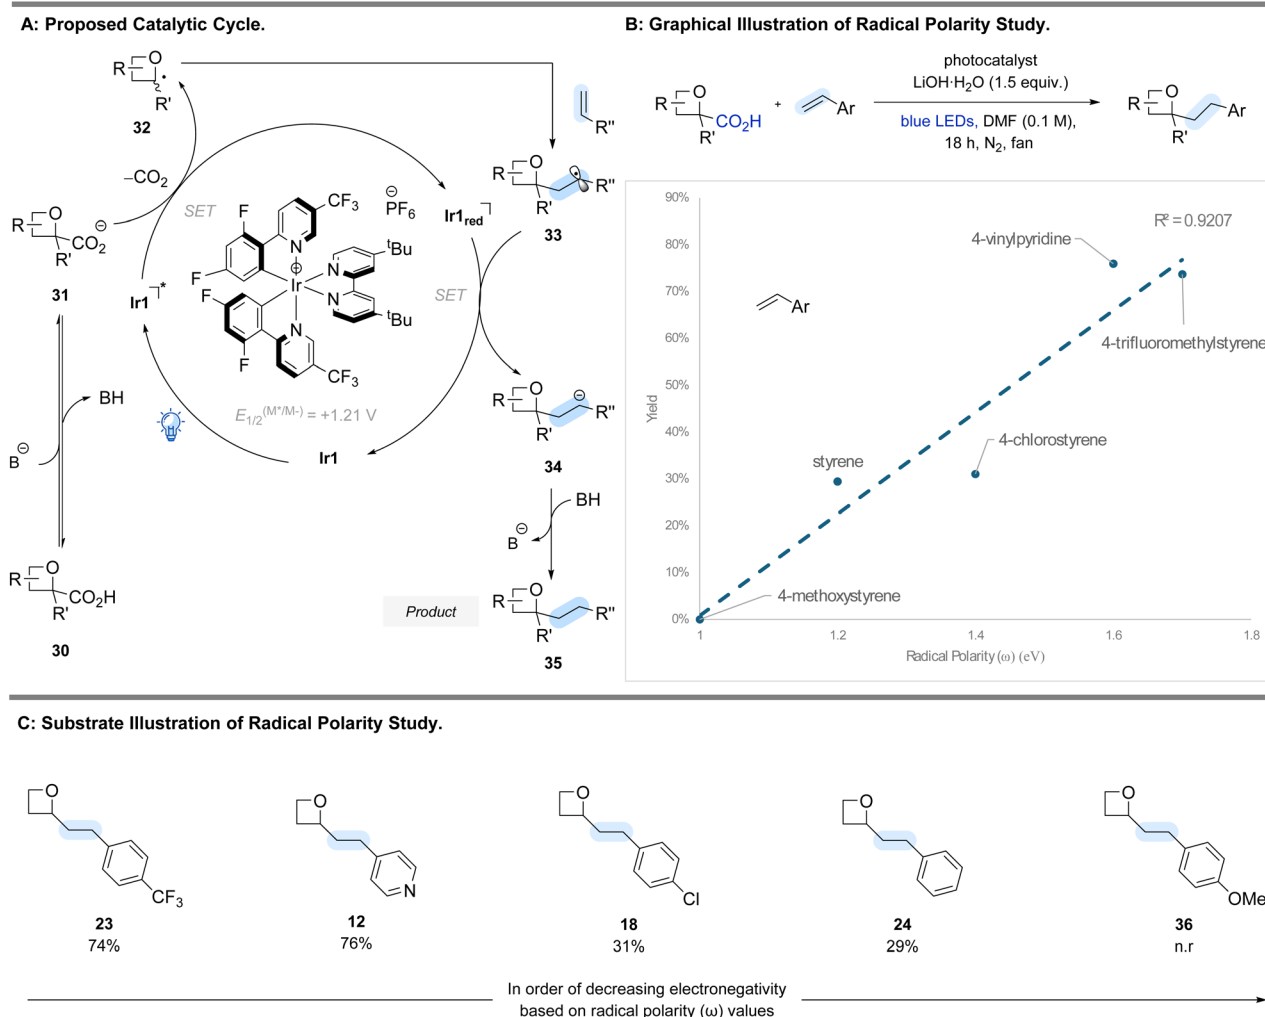 A: Proposed Catalytic Cycle.
O
R
R'
32
−CO2
SET
R"
O
R
R"
R'
33
O
R
CO2⊖
R'
31
Ir1*
Ir1red
⊖
PF6
F
CF3
N
tBu
F
⊕
Ir
N
F
N
N
tBu
F
CF3
E1/2(M*/M-) = +1.21 V
SET
Ir1
BH
B⊖
O
R
⊖
R"
R'
34
BH
B⊖
O
R
CO2H
R'
30
Product
O
R
R"
R'
35
B: Graphical Illustration of Radical Polarity Study.
O
R
CO2H
R'
+
Ar
photocatalyst
LiOH·H2O (1.5 equiv.)
blue LEDs, DMF (0.1 M),
18 h, N2, fan
O
R
Ar
R'
90%
80%
70%
60%
50%
40%
30%
20%
10%
0%
Yield
1
1.2
1.4
1.6
1.8
Radical Polarity (ω) (eV)
R² = 0.9207
4-vinylpyridine
Ar
4-trifluoromethylstyrene
4-chlorostyrene
styrene
4-methoxystyrene
C: Substrate Illustration of Radical Polarity Study.
O
CF3
23
74%
O
N
12
76%
O
Cl
18
31%
O
24
29%
O
OMe
36
n.r
In order of decreasing electronegativity
based on radical polarity (ω) values